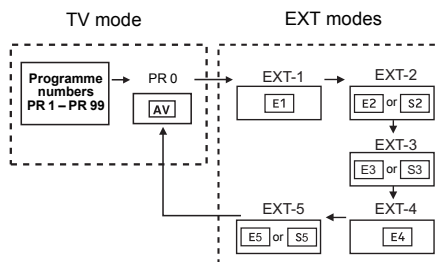 TV mode
EXT modes
Programme
numbers
PR 1 – PR 99
PR 0
AV
EXT-1
E1
EXT-2
E2 or S2
EXT-3
E3 or S3
EXT-4
E4
EXT-5
E5 or S5